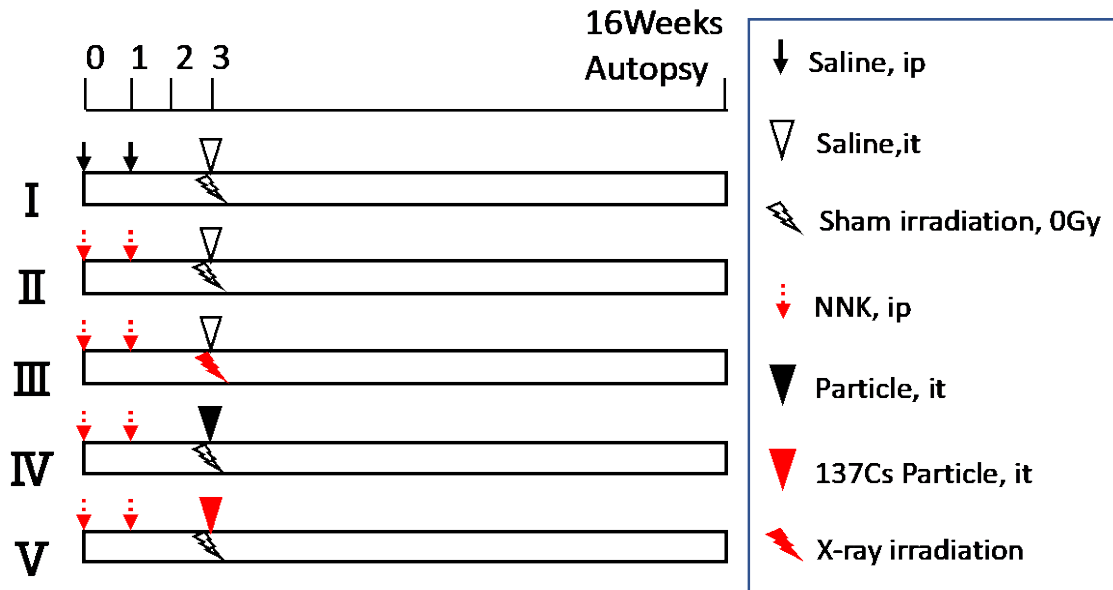 16Weeks
0 1 2 3 Autopsy
I
II
III
IV
V
Saline, ip
Saline,it
Sham irradiation, 0Gy
NNK, ip
Particle, it
137Cs Particle, it
X-ray irradiation